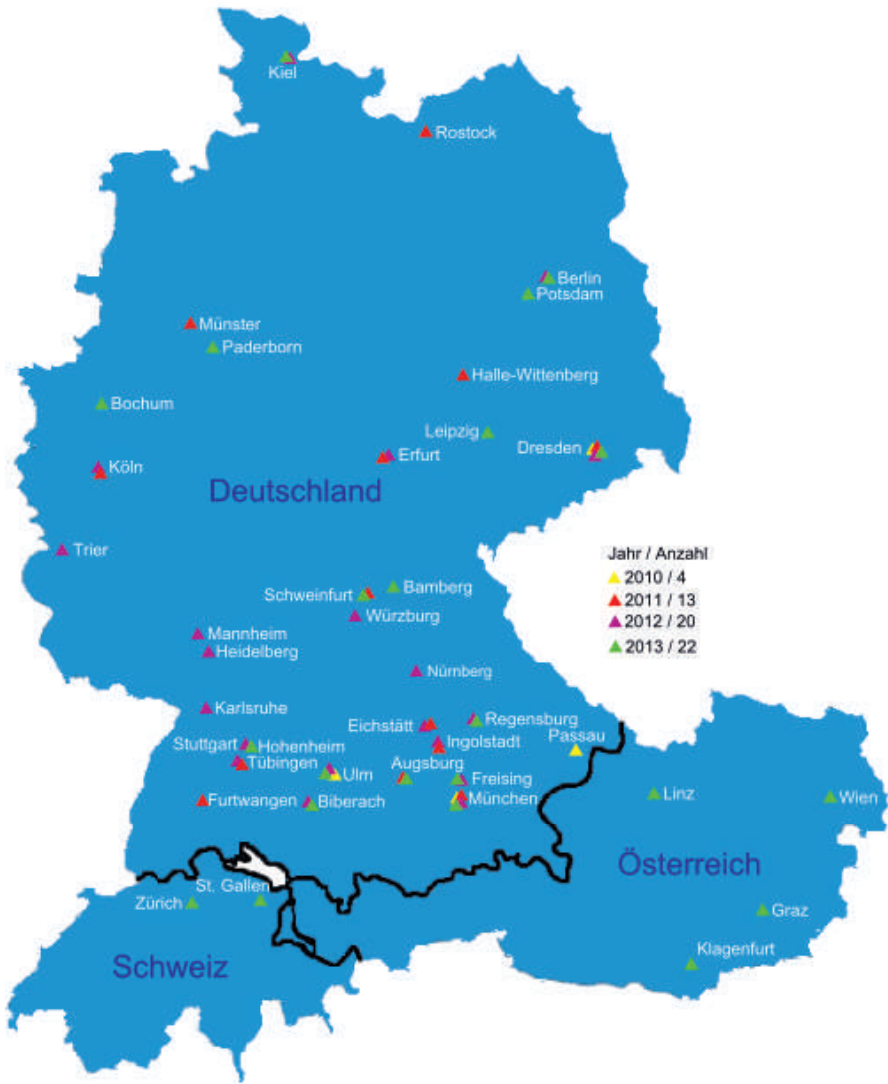 Kiel
Rostock
Berlin
Potsdam
Münster
Paderborn
Halle-Wittenberg
Bochum
Leipzig
Dresden
Köln
Erfurt
Deutschland
Trier
Jahr / Anzahl
2010 / 4
2011 / 13
2012 / 20
2013 / 22
Schweinfurt
Bamberg
Würzburg
Mannheim
Heidelberg
Nürnberg
Karlsruhe
Eichstätt
Regensburg
Stuttgart
Hohenheim
Ingolstadt
Passau
Tübingen
Ulm
Augsburg
Freising
Furtwangen
Biberach
München
Linz
Wien
Österreich
St. Gallen
Zürich
Graz
Klagenfurt
Schweiz